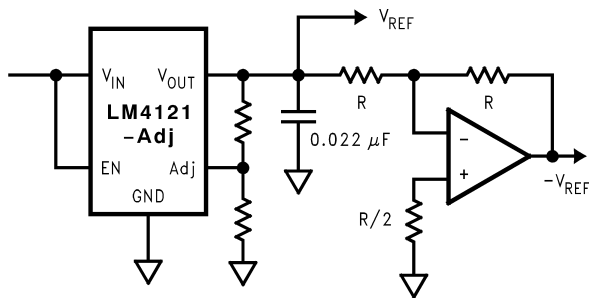 V_REF
V_IN
V_OUT
LM4121
–Adj
R
R
0.022 μF
EN
Adj
GND
−
+
−V_REF
R/2